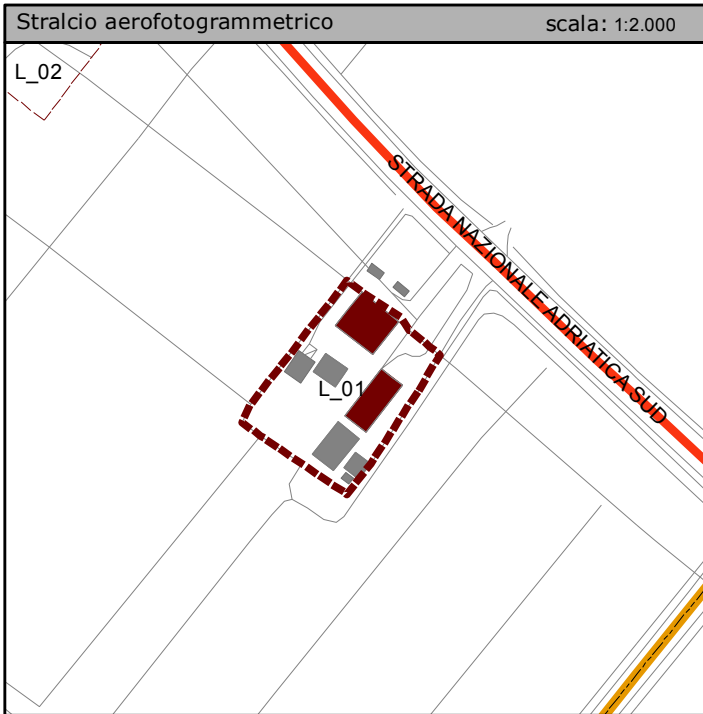 Stralcio aerofotogrammetrico scala: 1:2.000
L_02
STRADA NAZIONALE ADRIATICA SUD
L_01